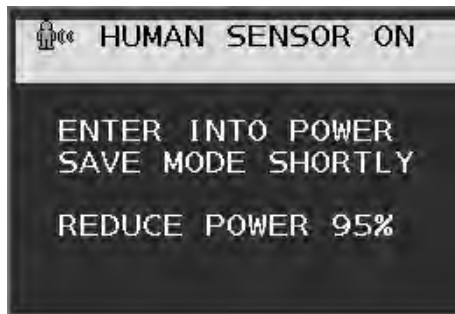 HUMAN SENSOR ON
ENTER INTO POWER
SAVE MODE SHORTLY
REDUCE POWER 95%